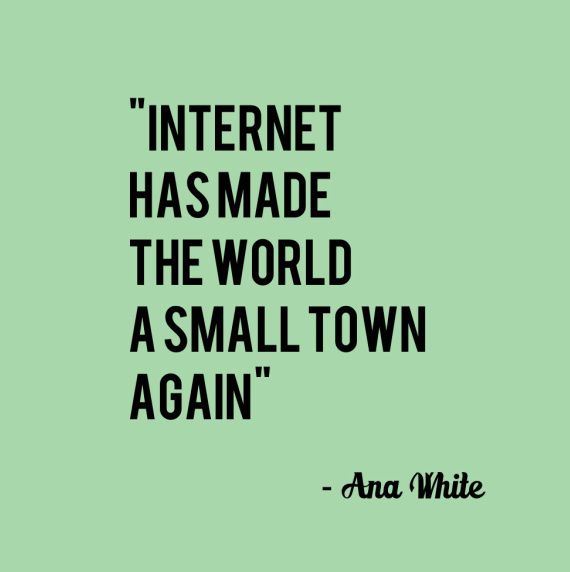 "INTERNET
HAS MADE
THE WORLD
A SMALL TOWN
AGAIN"
- Ana White